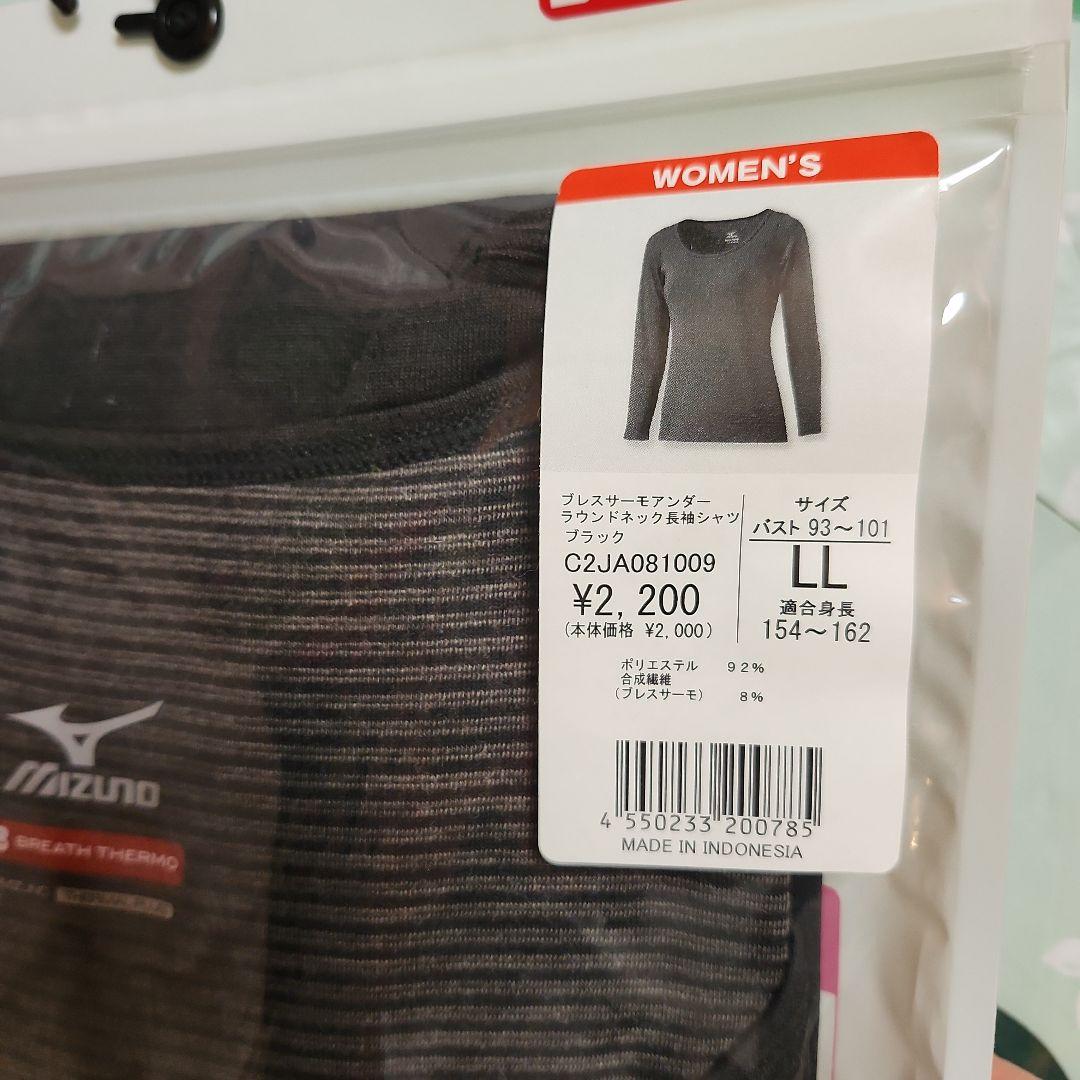 WOMEN'S
ブレスサーモアンダー
ラウンドネック長袖シャツ
ブラック
C2JA081009
¥2,200
(本体価格 ¥2,000)
サイズ
バスト 93～101
LL
適合身長
154～162
ポリエステル 92%
合成繊維
(ブレスサーモ) 8%
4 550233 200785
MADE IN INDONESIA
MIZUNO
BREATH THERMO